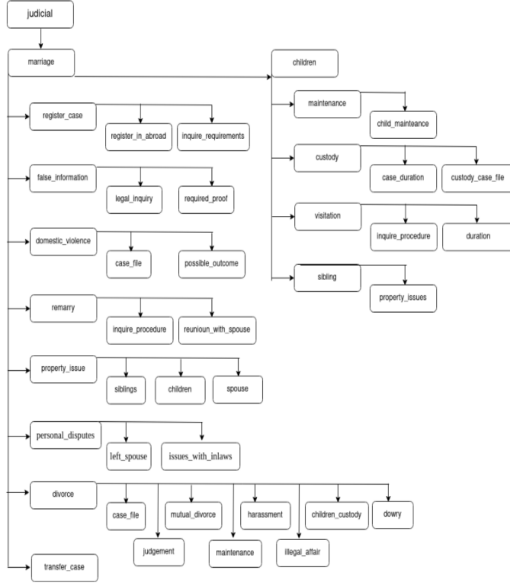 judicial
marriage
children
register_case
register_in_abroad
inquire_requirements
false_information
legal_inquiry
required_proof
domestic_violence
case_file
possible_outcome
remarry
inquire_procedure
reunioun_with_spouse
property_issue
siblings
children
spouse
personal_disputes
left_spouse
issues_with_inlaws
divorce
case_file
mutual_divorce
harassment
children_custody
dowry
judgement
maintenance
illegal_affair
transfer_case
maintenance
child_mainteance
custody
case_duration
custody_case_file
visitation
inquire_procedure
duration
sibling
property_issues